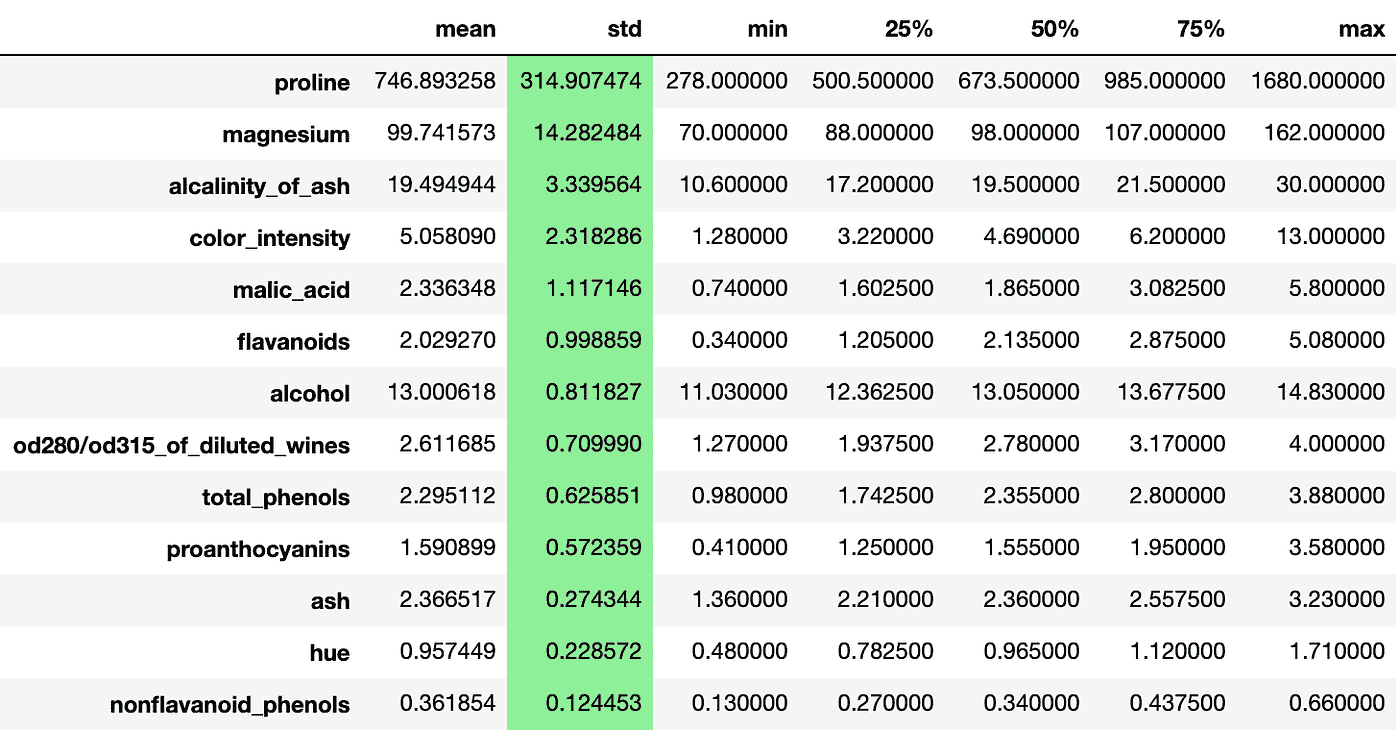 mean std min 25% 50% 75% max
proline 746.893258 314.907474 278.000000 500.500000 673.500000 985.000000 1680.000000
magnesium 99.741573 14.282484 70.000000 88.000000 98.000000 107.000000 162.000000
alcalinity_of_ash 19.494944 3.339564 10.600000 17.200000 19.500000 21.500000 30.000000
color_intensity 5.058090 2.318286 1.280000 3.220000 4.690000 6.200000 13.000000
malic_acid 2.336348 1.117146 0.740000 1.602500 1.865000 3.082500 5.800000
flavanoids 2.029270 0.998859 0.340000 1.205000 2.135000 2.875000 5.080000
alcohol 13.000618 0.811827 11.030000 12.362500 13.050000 13.677500 14.830000
od280/od315_of_diluted_wines 2.611685 0.709990 1.270000 1.937500 2.780000 3.170000 4.000000
total_phenols 2.295112 0.625851 0.980000 1.742500 2.355000 2.800000 3.880000
proanthocyanins 1.590899 0.572359 0.410000 1.250000 1.555000 1.950000 3.580000
ash 2.366517 0.274344 1.360000 2.210000 2.360000 2.557500 3.230000
hue 0.957449 0.228572 0.480000 0.782500 0.965000 1.120000 1.710000
nonflavanoid_phenols 0.361854 0.124453 0.130000 0.270000 0.340000 0.437500 0.660000